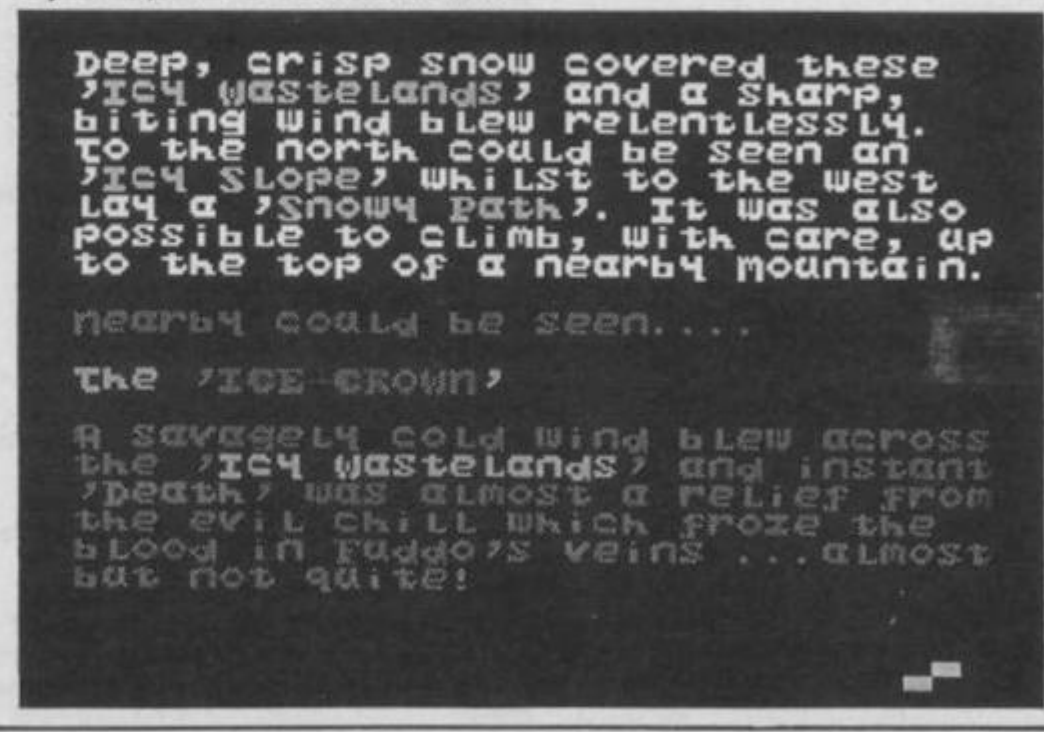 Deep, crisp snow covered these
'Icy Wastelands' and a sharp,
biting wind blew relentlessly.
To the north could be seen an
'Icy Slope' whilst to the west
lay a 'Snowy Path'. It was also
possible to climb, with care, up
to the top of a nearby mountain.
Nearby could be seen....
The 'ICE CROWN'
A savagely cold wind blew across
the 'Icy Wastelands' and instant
'Death' was almost a relief from
the evil chill which froze the
blood in Fuddo's veins ...almost
but not quite!